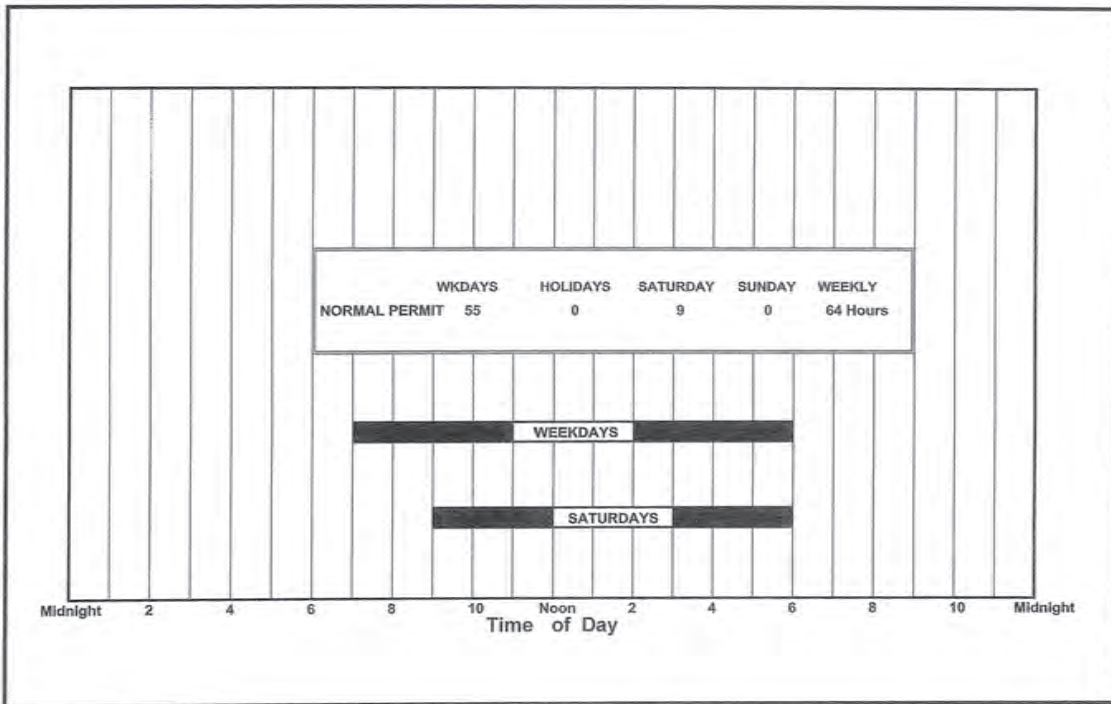 WKDAYS HOLIDAYS SATURDAY SUNDAY WEEKLY
NORMAL PERMIT 55 0 9 0 64 Hours
WEEKDAYS
SATURDAYS
Midnight 2 4 6 8 10 Noon 2 4 6 8 10 Midnight
Time of Day